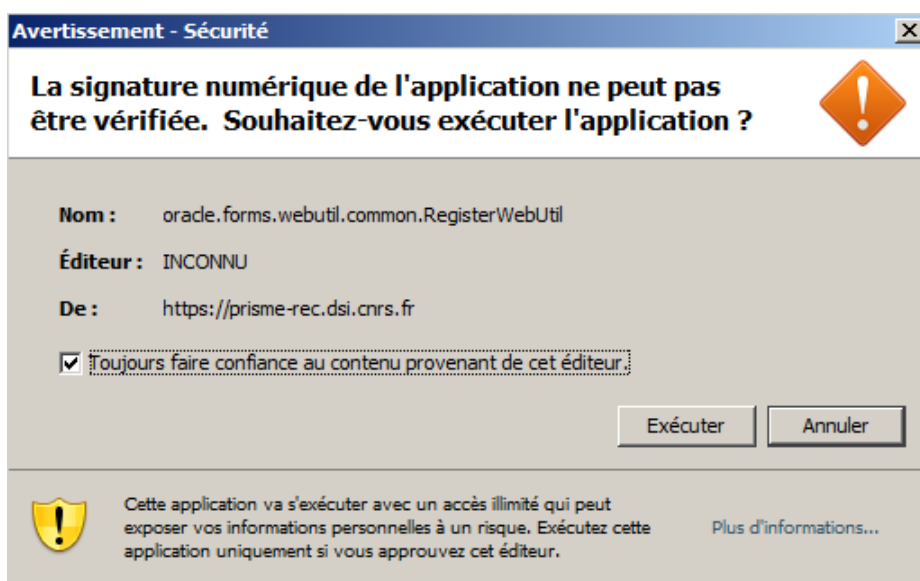 Avertissement - Sécurité
La signature numérique de l'application ne peut pas
être vérifiée. Souhaitez-vous exécuter l'application ?
Nom : oracle.forms.webutil.common.RegisterWebUtil
Éditeur : INCONNU
De : https://prisme-rec.dsi.cnrs.fr
Toujours faire confiance au contenu provenant de cet éditeur.
Exécuter Annuler
Cette application va s'exécuter avec un accès illimité qui peut
exposer vos informations personnelles à un risque. Exécutez cette Plus d'informations...
application uniquement si vous approuvez cet éditeur.